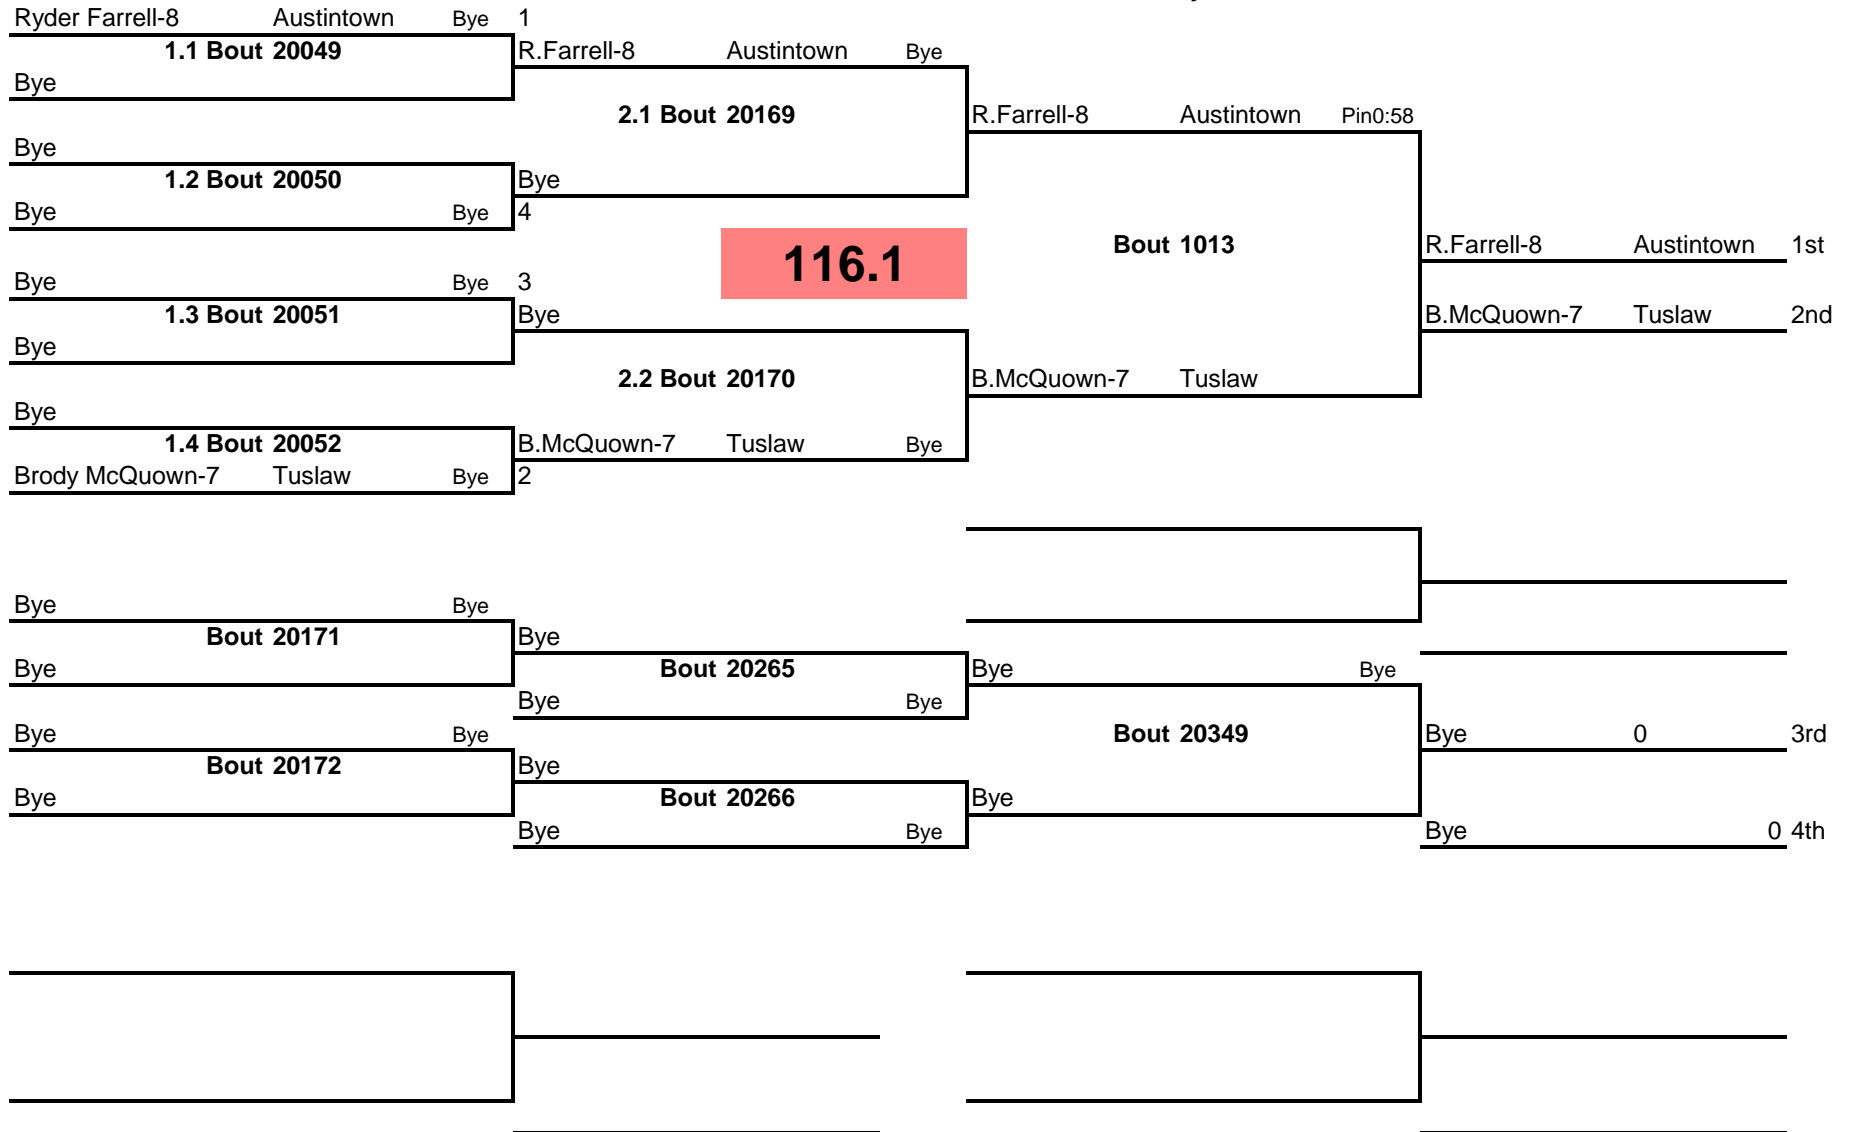 Ryder Farrell-8 Austintown Bye 1
1.1 Bout 20049 R.Farrell-8 Austintown Bye
Bye
2.1 Bout 20169 R.Farrell-8 Austintown Pin0:58
Bye
1.2 Bout 20050 Bye
Bye Bye 4
116.1 Bout 1013 R.Farrell-8 Austintown 1st
Bye Bye 3
1.3 Bout 20051 Bye B.McQuown-7 Tuslaw 2nd
Bye
2.2 Bout 20170 B.McQuown-7 Tuslaw
Bye
1.4 Bout 20052 B.McQuown-7 Tuslaw Bye
Brody McQuown-7 Tuslaw Bye 2
Bye Bye
Bout 20171 Bye
Bye Bout 20265 Bye Bye
Bye Bye
Bye Bye Bout 20349 Bye 0 3rd
Bout 20172 Bye
Bye Bout 20266 Bye
Bye Bye Bye 0 4th